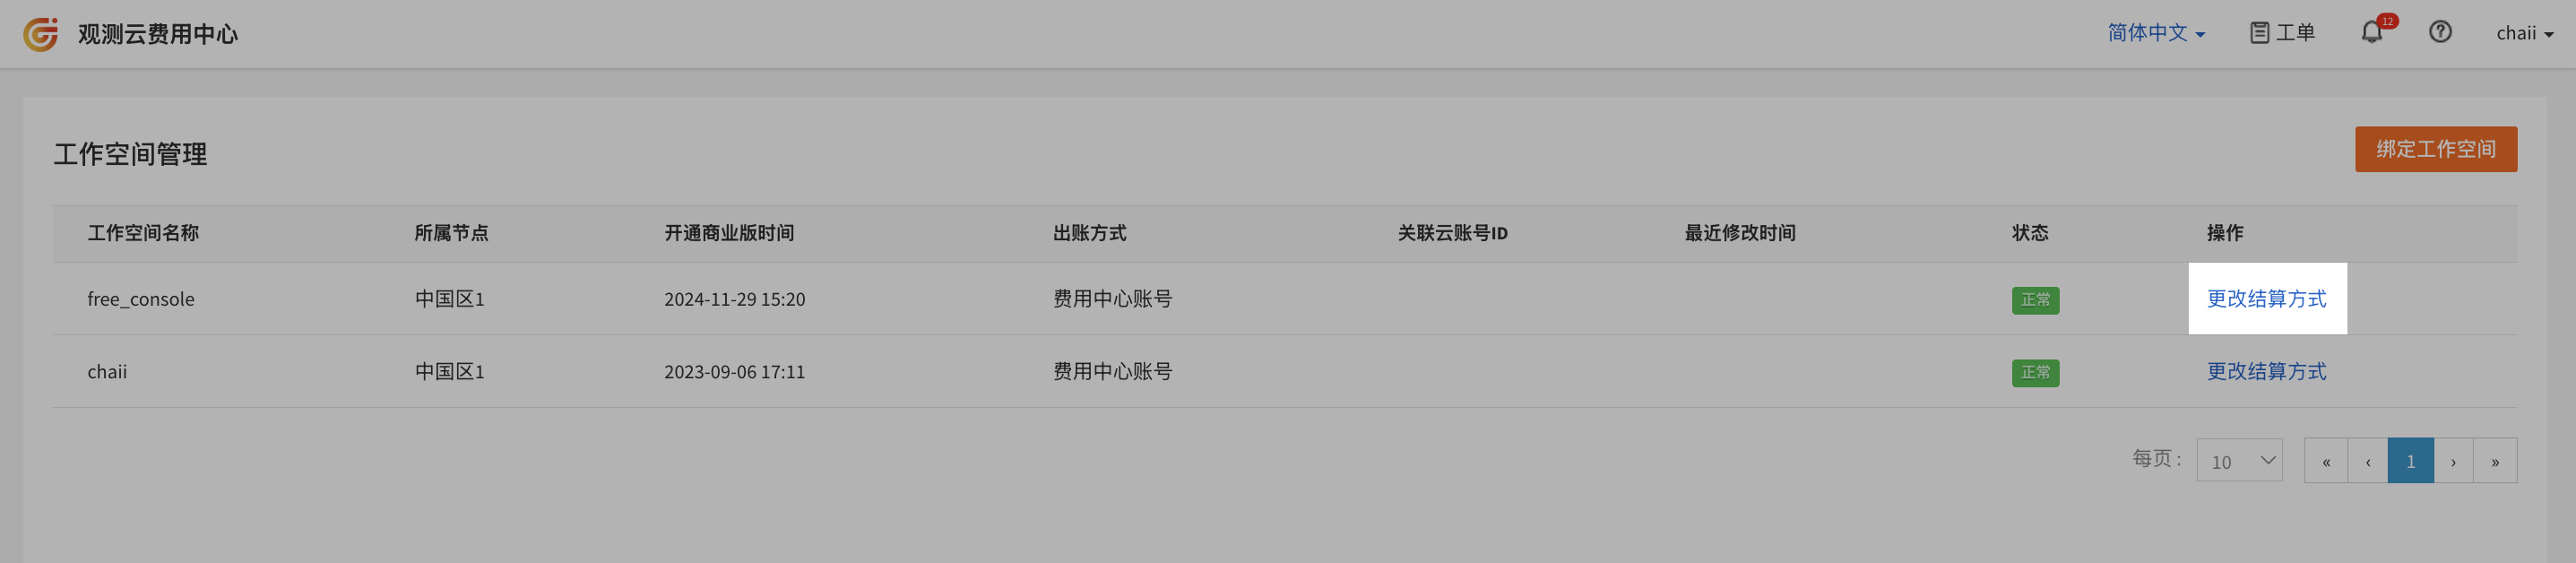 观测云费用中心 简体中文 工单 12 chaii
工作空间管理 绑定工作空间
工作空间名称 所属节点 开通商业版时间 出账方式 关联云账号ID 最近修改时间 状态 操作
free_console 中国区1 2024-11-29 15:20 费用中心账号 正常 更改结算方式
chaii 中国区1 2023-09-06 17:11 费用中心账号 正常 更改结算方式
每页 : 10 « ‹ 1 › »